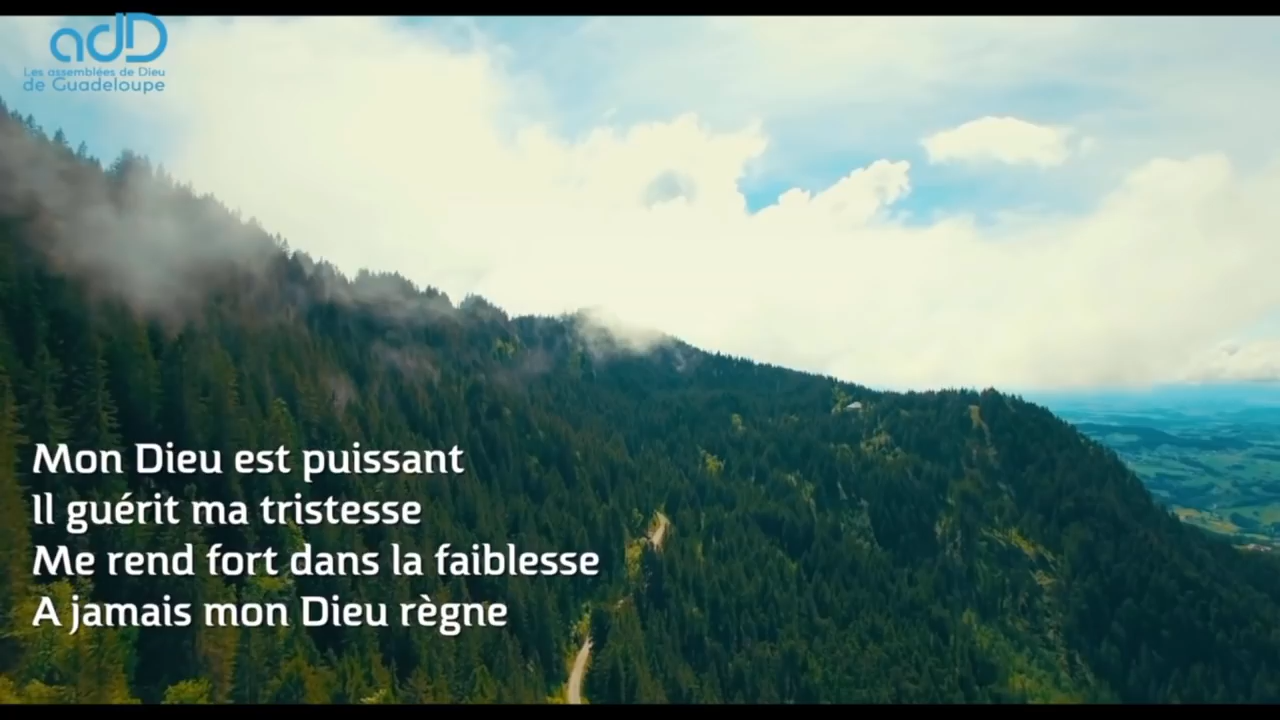 adD
Les assemblées de Dieu
de Guadeloupe
Mon Dieu est puissant
Il guérit ma tristesse
Me rend fort dans la faiblesse
A jamais mon Dieu règne